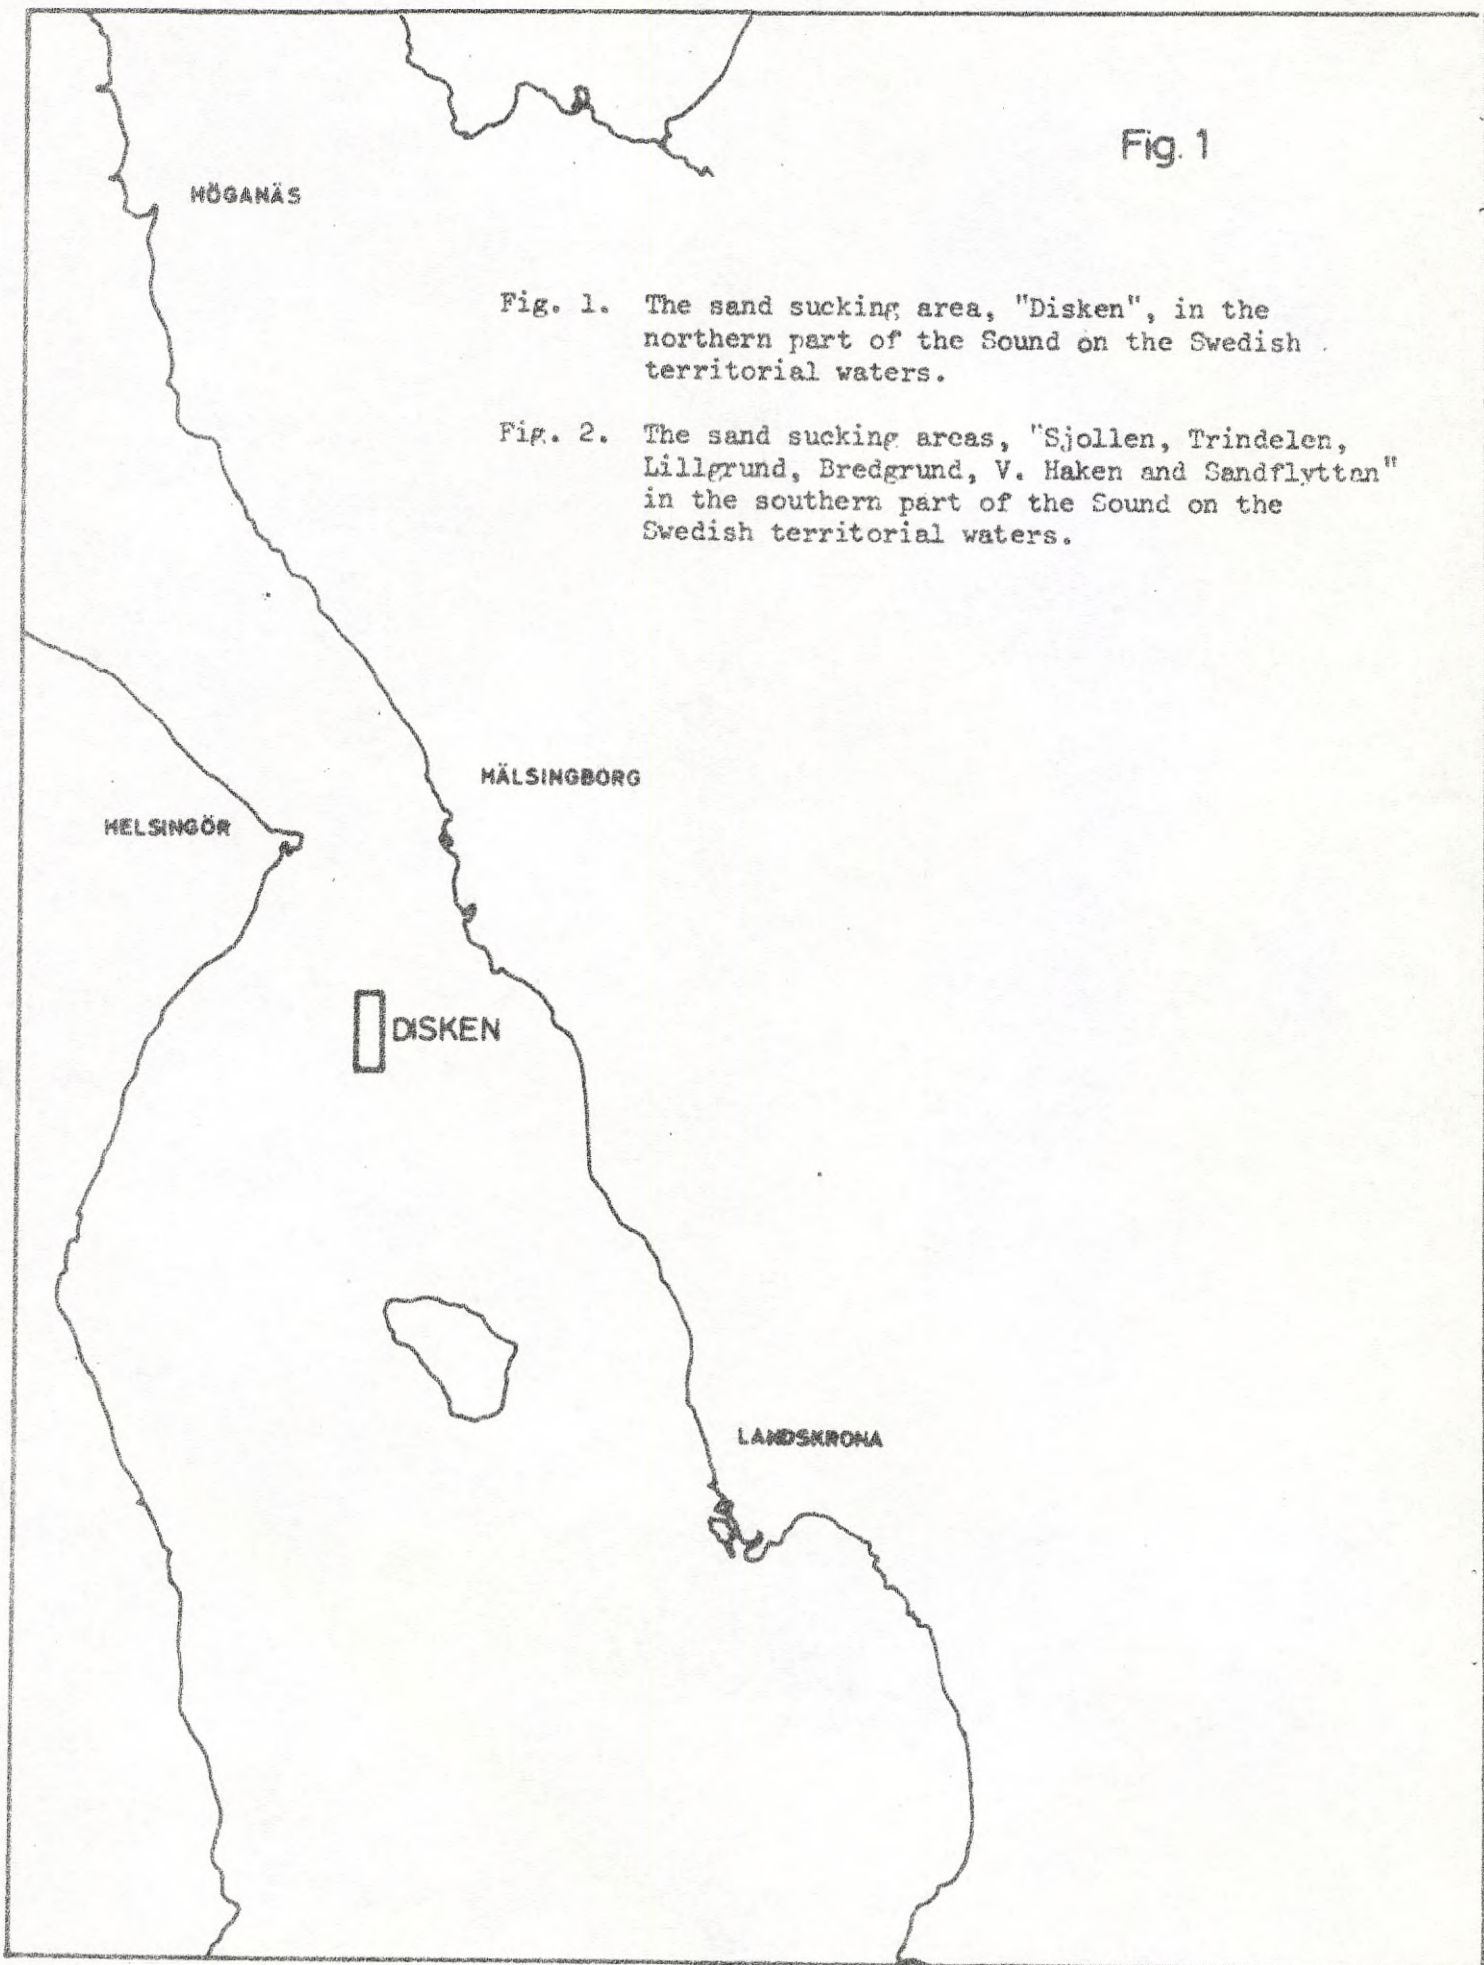 Fig. 1
HÖGANÄS
Fig. 1. The sand sucking area, "Disken", in the
northern part of the Sound on the Swedish
territorial waters.
Fig. 2. The sand sucking areas, "Sjollen, Trindelen,
Lillgrund, Bredgrund, V. Haken and Sandflyttan"
in the southern part of the Sound on the
Swedish territorial waters.
HÄLSINGBORG
HELSINGÖR
DISKEN
LANDSKRONA